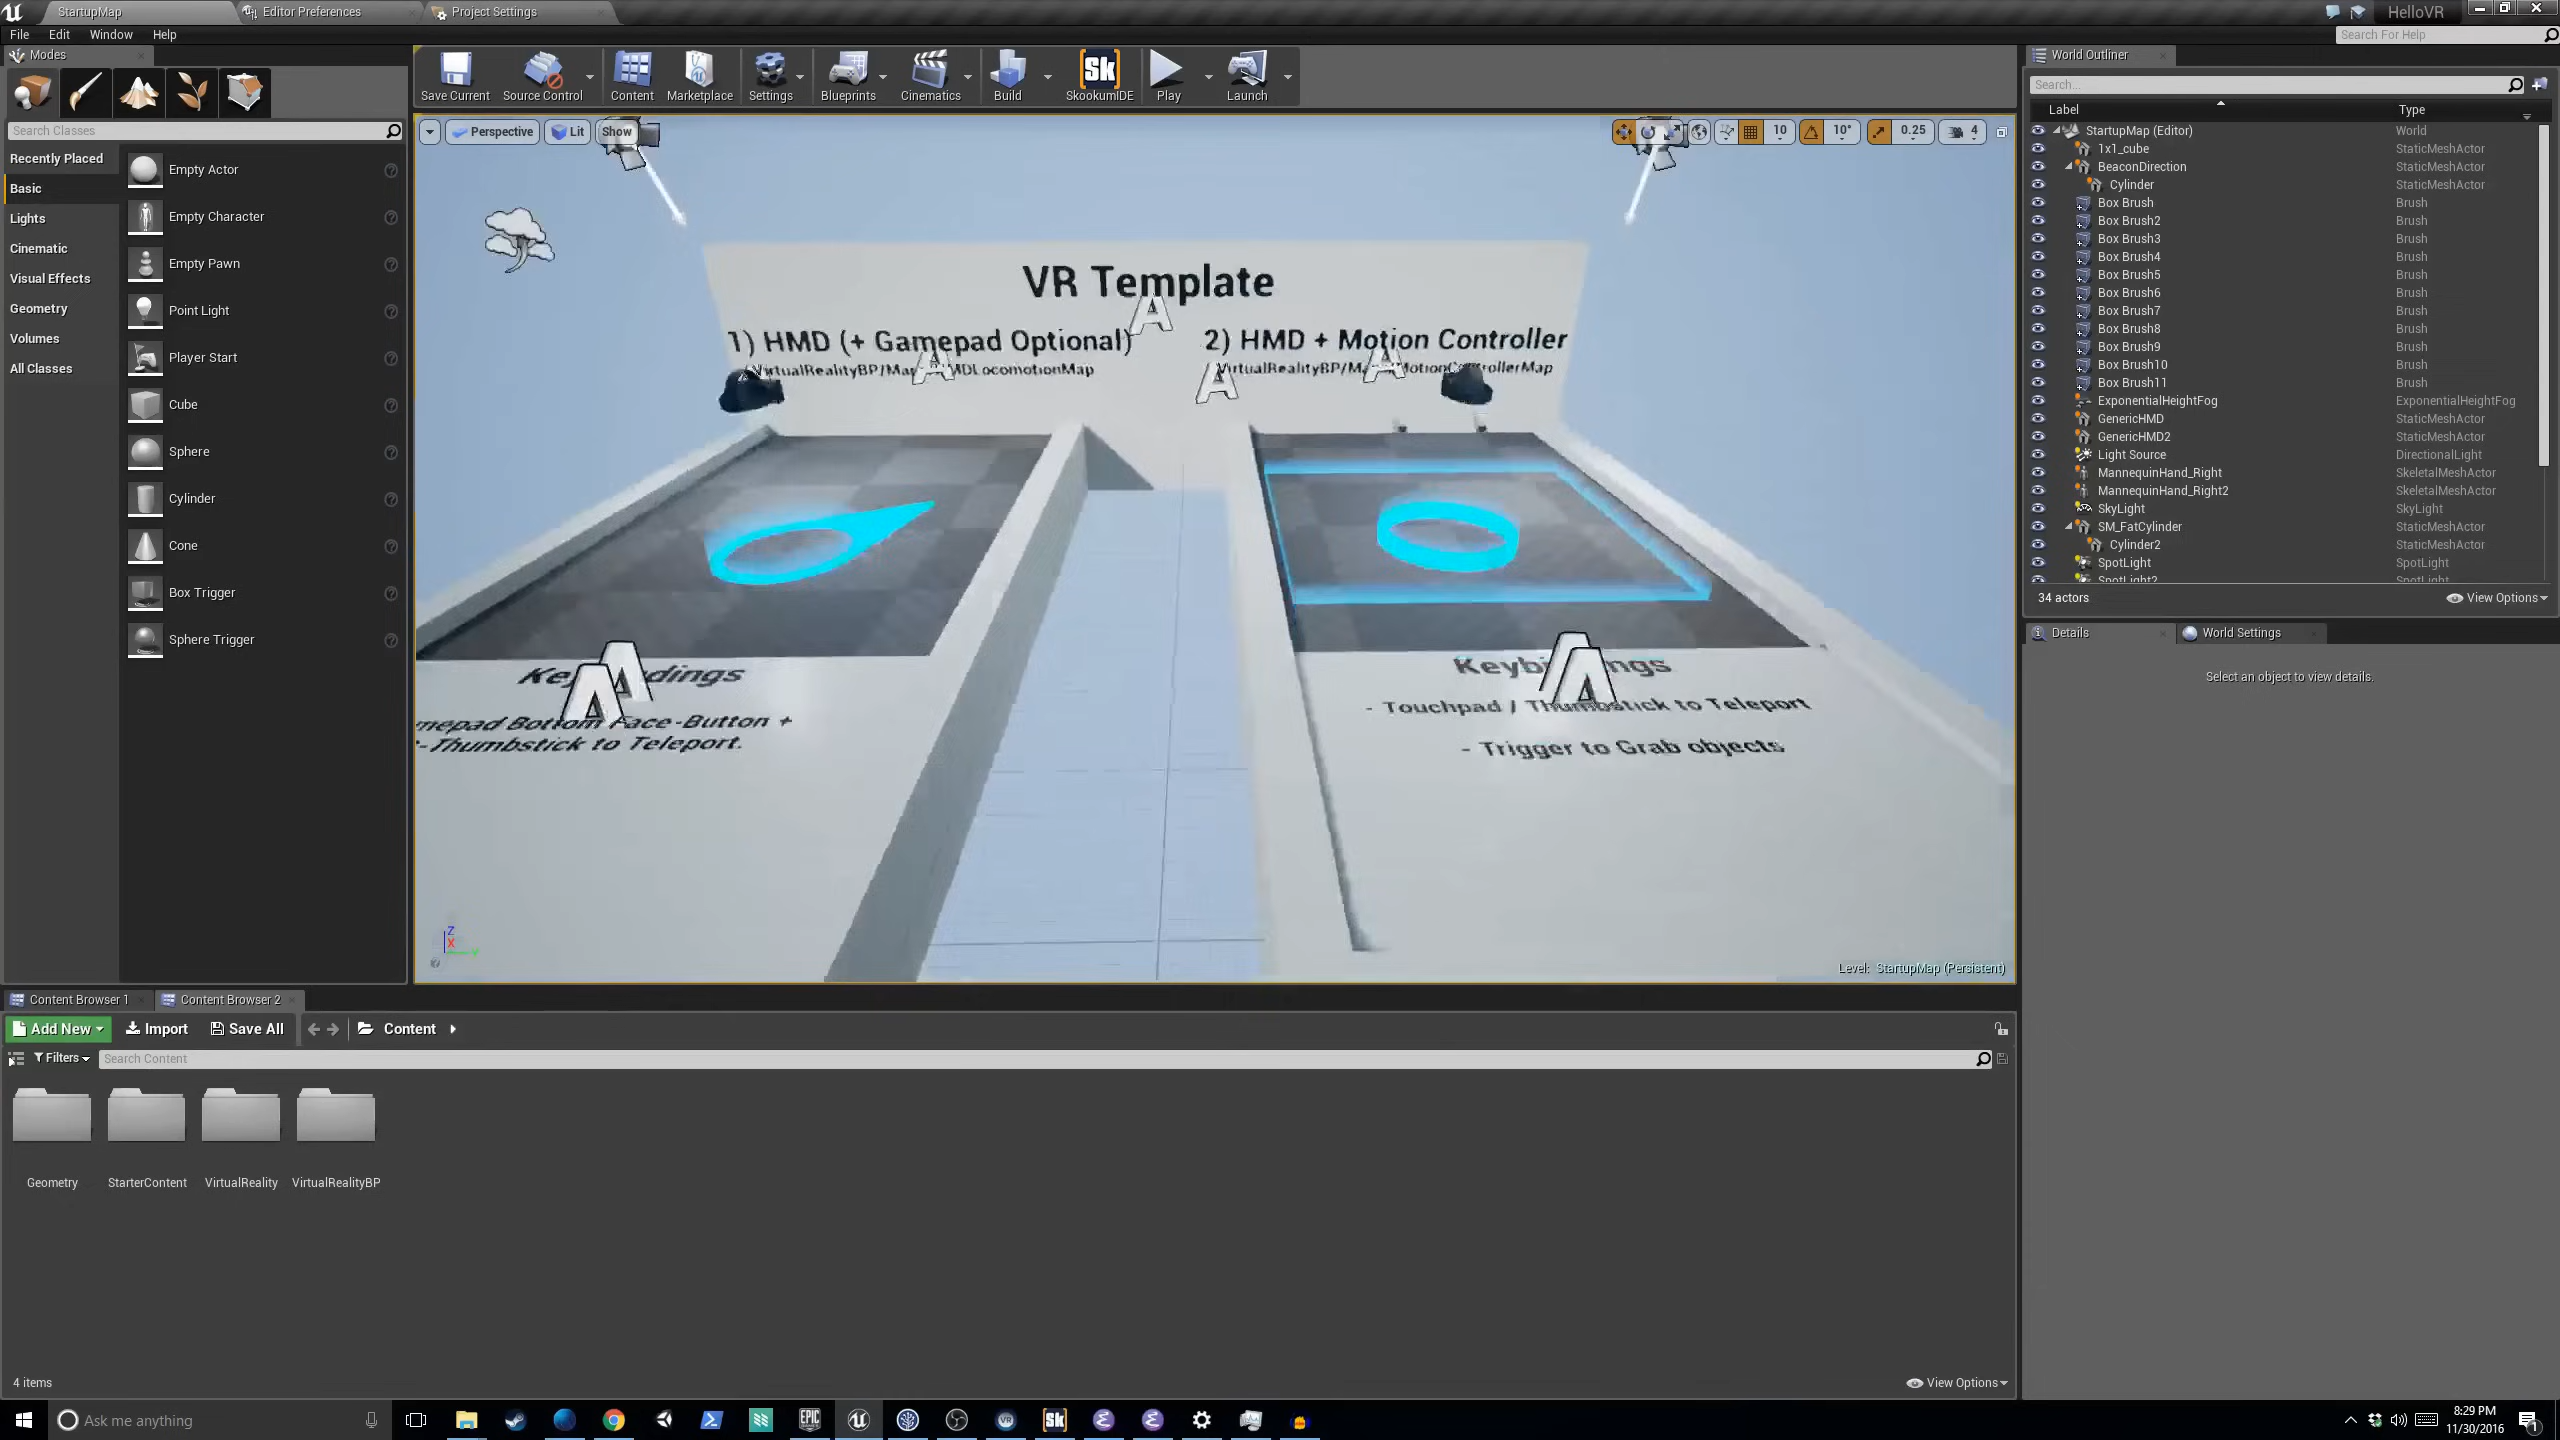 StartupMap
Editor Preferences
Project Settings
HelloVR
File Edit Window Help
Search For Help
Modes
Search Classes
Recently Placed
Basic
Lights
Cinematic
Visual Effects
Geometry
Volumes
All Classes
Empty Actor
Empty Character
Empty Pawn
Point Light
Player Start
Cube
Sphere
Cylinder
Cone
Box Trigger
Sphere Trigger
Save Current
Source Control
Content
Marketplace
Settings
Blueprints
Cinematics
Build
Sk
SkookumIDE
Play
Launch
Perspective
Lit
Show
10
10°
0.25
4
VR Template
1) HMD (+ Gamepad Optional)
2) HMD + Motion Controller
- Touchpad / Thumbstick to Teleport
- Trigger to Grab objects
Face-Button +
-Thumbstick to Teleport.
Z
X
Level: StartupMap (Persistent)
World Outliner
Search...
Label Type
StartupMap (Editor) World
1x1_cube StaticMeshActor
BeaconDirection StaticMeshActor
Cylinder StaticMeshActor
Box Brush Brush
Box Brush2 Brush
Box Brush3 Brush
Box Brush4 Brush
Box Brush5 Brush
Box Brush6 Brush
Box Brush7 Brush
Box Brush8 Brush
Box Brush9 Brush
Box Brush10 Brush
Box Brush11 Brush
ExponentialHeightFog ExponentialHeightFog
GenericHMD StaticMeshActor
GenericHMD2 StaticMeshActor
Light Source DirectionalLight
MannequinHand_Right SkeletalMeshActor
MannequinHand_Right2 SkeletalMeshActor
SkyLight SkyLight
SM_FatCylinder StaticMeshActor
Cylinder2 StaticMeshActor
SpotLight SpotLight
SpotLight2 SpotLight
34 actors
View Options
Details
World Settings
Select an object to view details.
Content Browser 1
Content Browser 2
Add New
Import
Save All
Content
Filters
Search Content
Geometry
StarterContent
VirtualReality
VirtualRealityBP
4 items
View Options
Ask me anything
EPIC
GAMES
VR
Sk
8:29 PM
11/30/2016
1